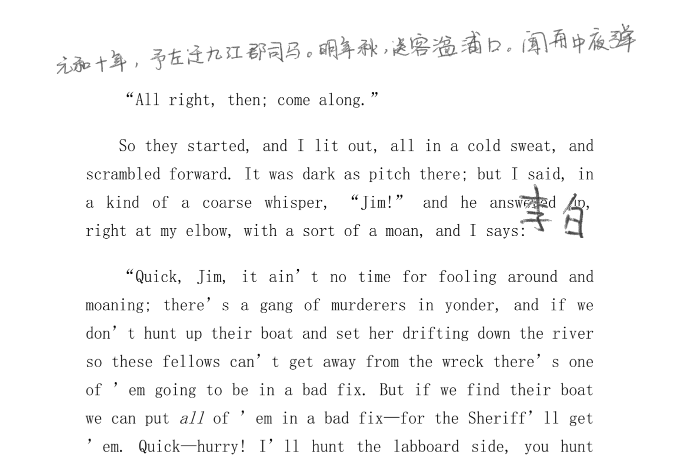 元和十年，予左迁九江郡司马。明年秋，送客湓浦口。闻舟中夜弹
“All right, then; come along.”
So they started, and I lit out, all in a cold sweat, and
scrambled forward. It was dark as pitch there; but I said, in
a kind of a coarse whisper, “Jim!” and he answered up,
李白
right at my elbow, with a sort of a moan, and I says:
“Quick, Jim, it ain’t no time for fooling around and
moaning; there’s a gang of murderers in yonder, and if we
don’t hunt up their boat and set her drifting down the river
so these fellows can’t get away from the wreck there’s one
of ’em going to be in a bad fix. But if we find their boat
we can put all of ’em in a bad fix—for the Sheriff’ll get
’em. Quick—hurry! I’ll hunt the labboard side, you hunt